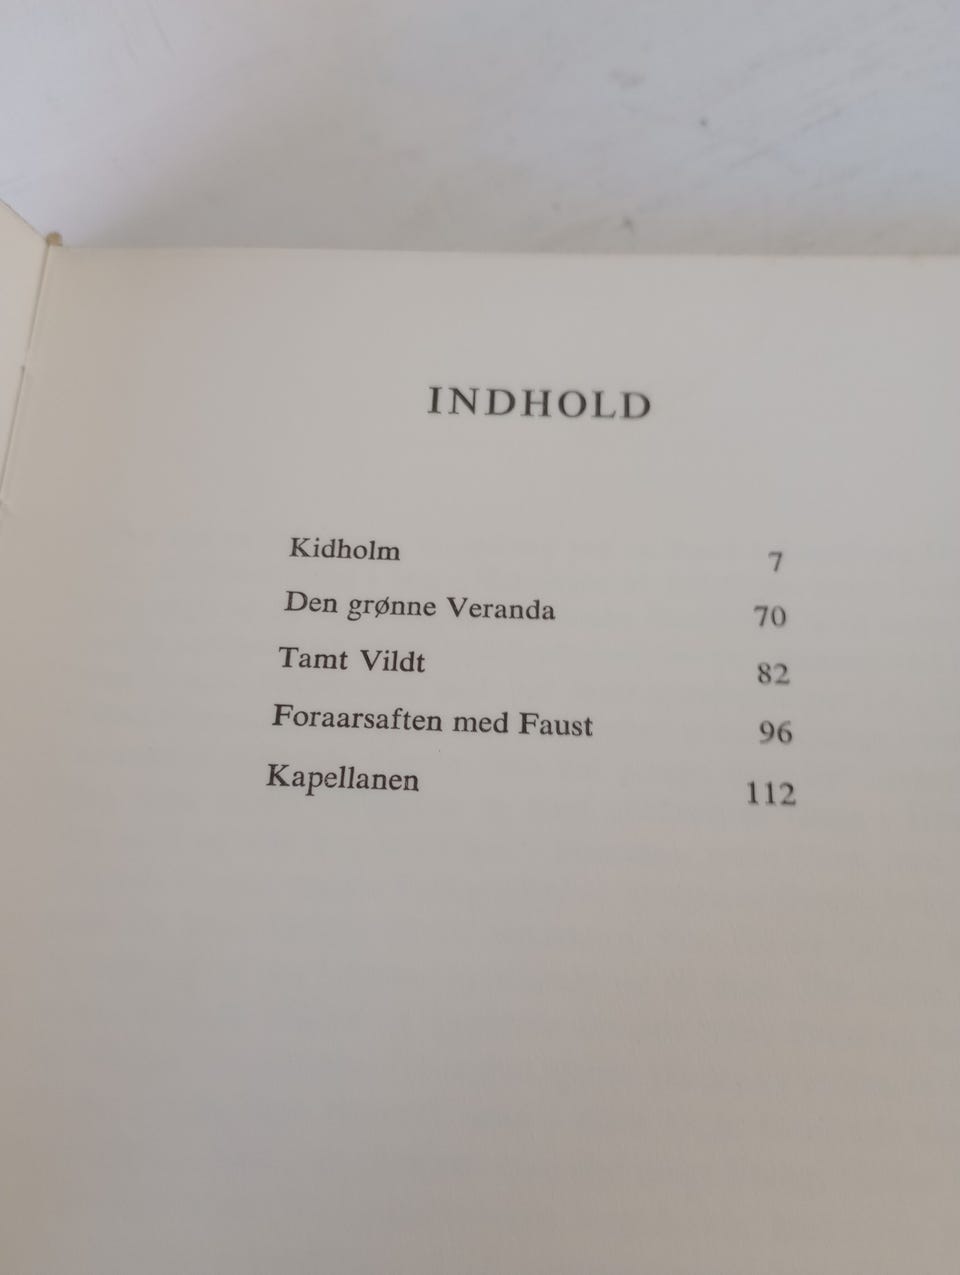 INDHOLD
Kidholm 7
Den grønne Veranda 70
Tamt Vildt 82
Foraarsaften med Faust 96
Kapellanen 112